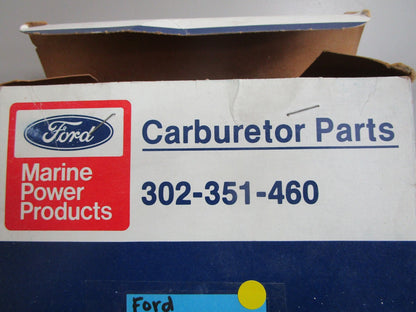 Ford
Marine
Power
Products
Carburetor Parts
302-351-460
Ford